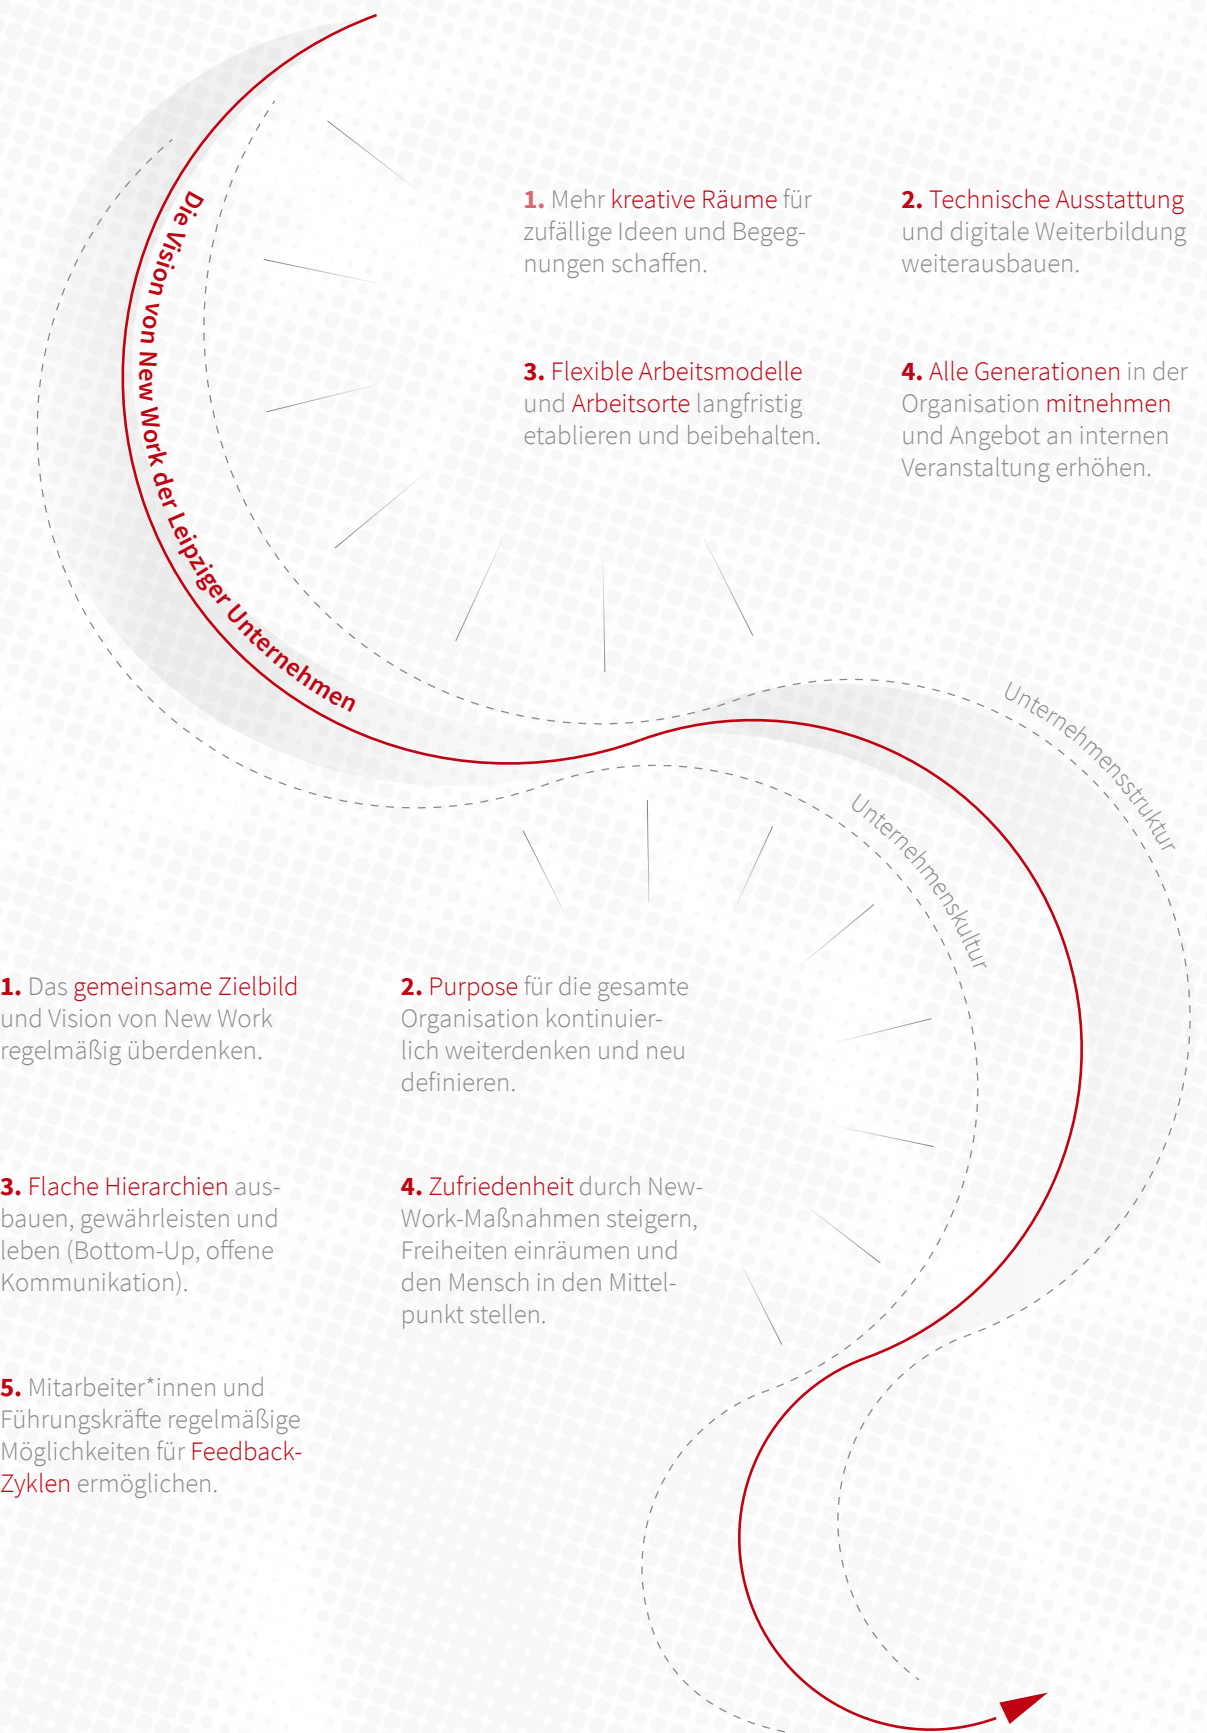 Die Vision von New Work der Leipziger Unternehmen
1. Mehr kreative Räume für
zufällige Ideen und Begeg-
nungen schaffen.
2. Technische Ausstattung
und digitale Weiterbildung
weiterausbauen.
3. Flexible Arbeitsmodelle
und Arbeitsorte langfristig
etablieren und beibehalten.
4. Alle Generationen in der
Organisation mitnehmen
und Angebot an internen
Veranstaltung erhöhen.
Unternehmensstruktur
Unternehmenskultur
1. Das gemeinsame Zielbild
und Vision von New Work
regelmäßig überdenken.
2. Purpose für die gesamte
Organisation kontinuier-
lich weiterdenken und neu
definieren.
3. Flache Hierarchien aus-
bauen, gewährleisten und
leben (Bottom-Up, offene
Kommunikation).
4. Zufriedenheit durch New-
Work-Maßnahmen steigern,
Freiheiten einräumen und
den Mensch in den Mittel-
punkt stellen.
5. Mitarbeiter*innen und
Führungskräfte regelmäßige
Möglichkeiten für Feedback-
Zyklen ermöglichen.